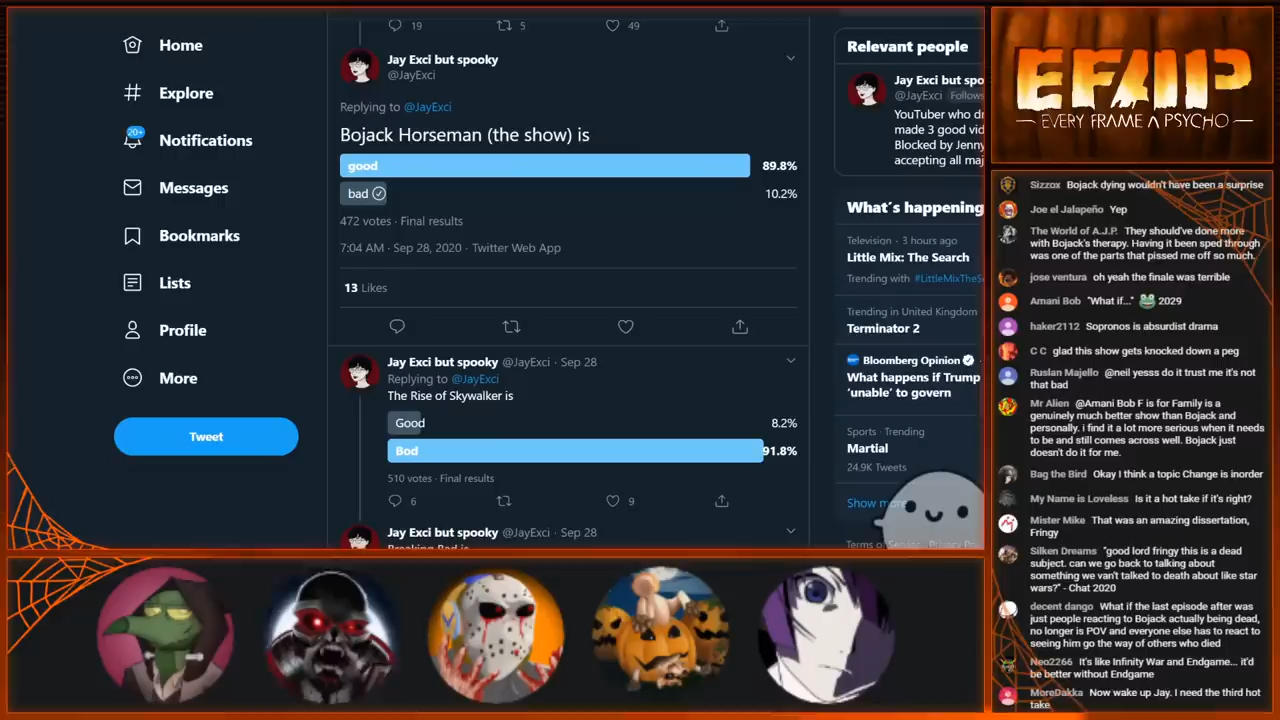 Home
Explore
20+
Notifications
Messages
Bookmarks
Lists
Profile
More
Tweet
19
5
49
Jay Exci but spooky
@JayExci
Replying to @JayExci
Bojack Horseman (the show) is
good 89.8%
bad 10.2%
472 votes · Final results
7:04 AM · Sep 28, 2020 · Twitter Web App
13 Likes
Jay Exci but spooky @JayExci · Sep 28
Replying to @JayExci
The Rise of Skywalker is
Good 8.2%
Bod 91.8%
510 votes · Final results
6
9
Jay Exci but spooky @JayExci · Sep 28
Relevant people
Jay Exci but spo
@JayExci Follows
YouTuber who dr
made 3 good vid
Blocked by Jenny
accepting all maj
What's happening
Television · 3 hours ago
Little Mix: The Search
Trending with #LittleMixTheS
Trending in United Kingdom
Terminator 2
Bloomberg Opinion
What happens if Trump
'unable' to govern
Sports · Trending
Martial
24.9K Tweets
Show more
EFAP
EVERY FRAME A PSYCHO
Sizzox Bojack dying wouldn't have been a surprise
Joe el Jalapeño Yep
The World of A.J.P. They should've done more
with Bojack's therapy. Having it been sped through
was one of the parts that pissed me off so much.
jose ventura oh yeah the finale was terrible
Amani Bob "What if..." 2029
haker2112 Sopronos is absurdist drama
C C glad this show gets knocked down a peg
Ruslan Majello @neil yesss do it trust me it's not
that bad
Mr Alien @Amani Bob F is for Family is a
genuinely much better show than Bojack and
personally. i find it a lot more serious when it needs
to be and still comes across well. Bojack just
doesn't do it for me.
Bag the Bird Okay I think a topic Change is inorder
My Name is Loveless Is it a hot take if it's right?
Mister Mike That was an amazing dissertation,
Fringy
Silken Dreams "good lord fringy this is a dead
subject. can we go back to talking about
something we van't talked to death about like star
wars?" - Chat 2020
decent dango What if the last episode after was
just people reacting to Bojack actually being dead,
no longer is POV and everyone else has to react to
seeing him go the way of others who died
Neo2266 It's like Infinity War and Endgame... it'd
be better without Endgame
MoreDakka Now wake up Jay. I need the third hot
take